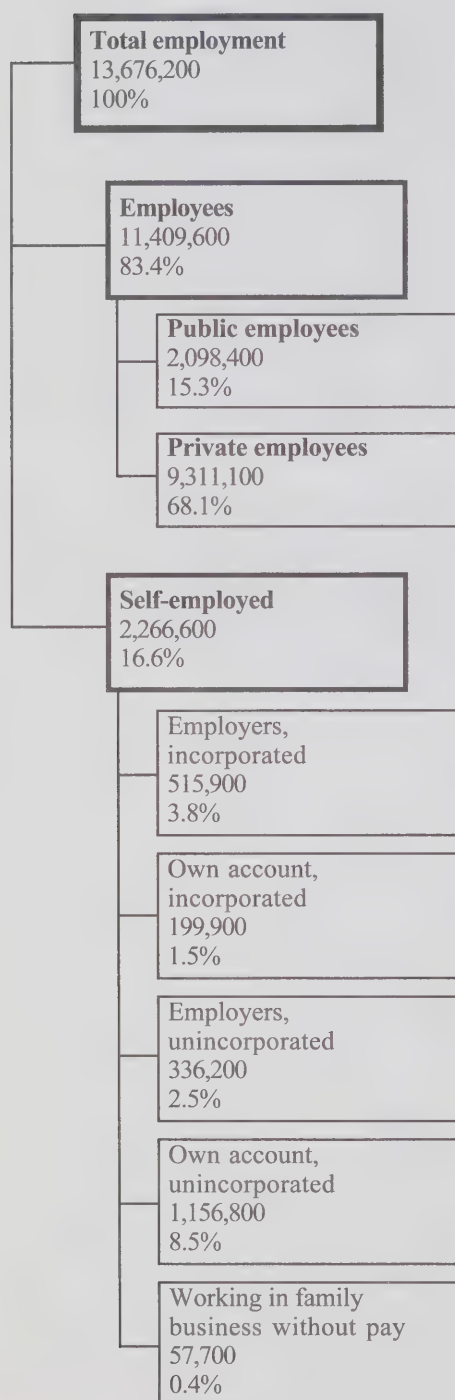 Total employment
13,676,200
100%
Employees
11,409,600
83.4%
Public employees
2,098,400
15.3%
Private employees
9,311,100
68.1%
Self-employed
2,266,600
16.6%
Employers,
incorporated
515,900
3.8%
Own account,
incorporated
199,900
1.5%
Employers,
unincorporated
336,200
2.5%
Own account,
unincorporated
1,156,800
8.5%
Working in family
business without pay
57,700
0.4%